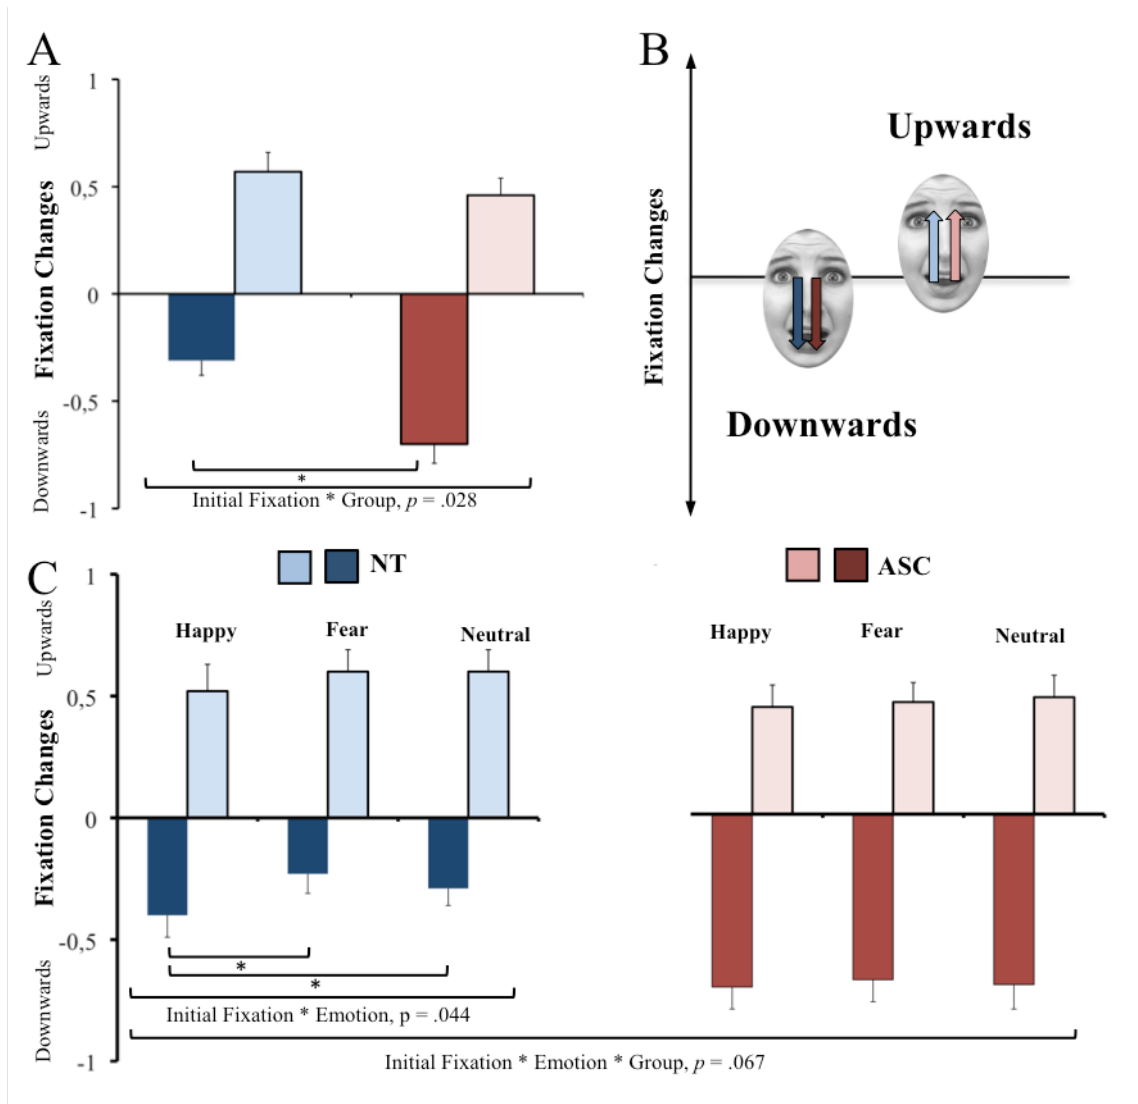 A
1
Upwards
0,5
Fixation Changes
0
-0,5
Downwards
-1
*
Initial Fixation * Group, p = .028
B
Upwards
Fixation Changes
Downwards
C
NT
ASC
1
Upwards
Happy
Fear
Neutral
Happy
Fear
Neutral
0,5
Fixation Changes
0
-0,5
Downwards
-1
*
*
Initial Fixation * Emotion, p = .044
Initial Fixation * Emotion * Group, p = .067